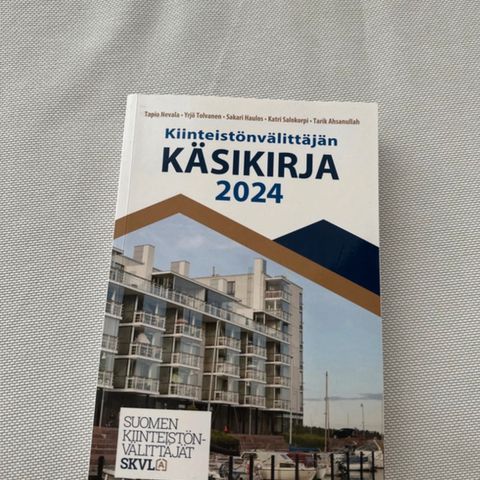 Tapio Nevala • Yrjö Tolvanen • Sakari Haulos • Katri Salokorpi • Tarik Ahsanullah
Kiinteistönvälittäjän
KÄSIKIRJA
2024
SUOMEN
KIINTEISTÖN-
VÄLITTÄJÄT
SKVL